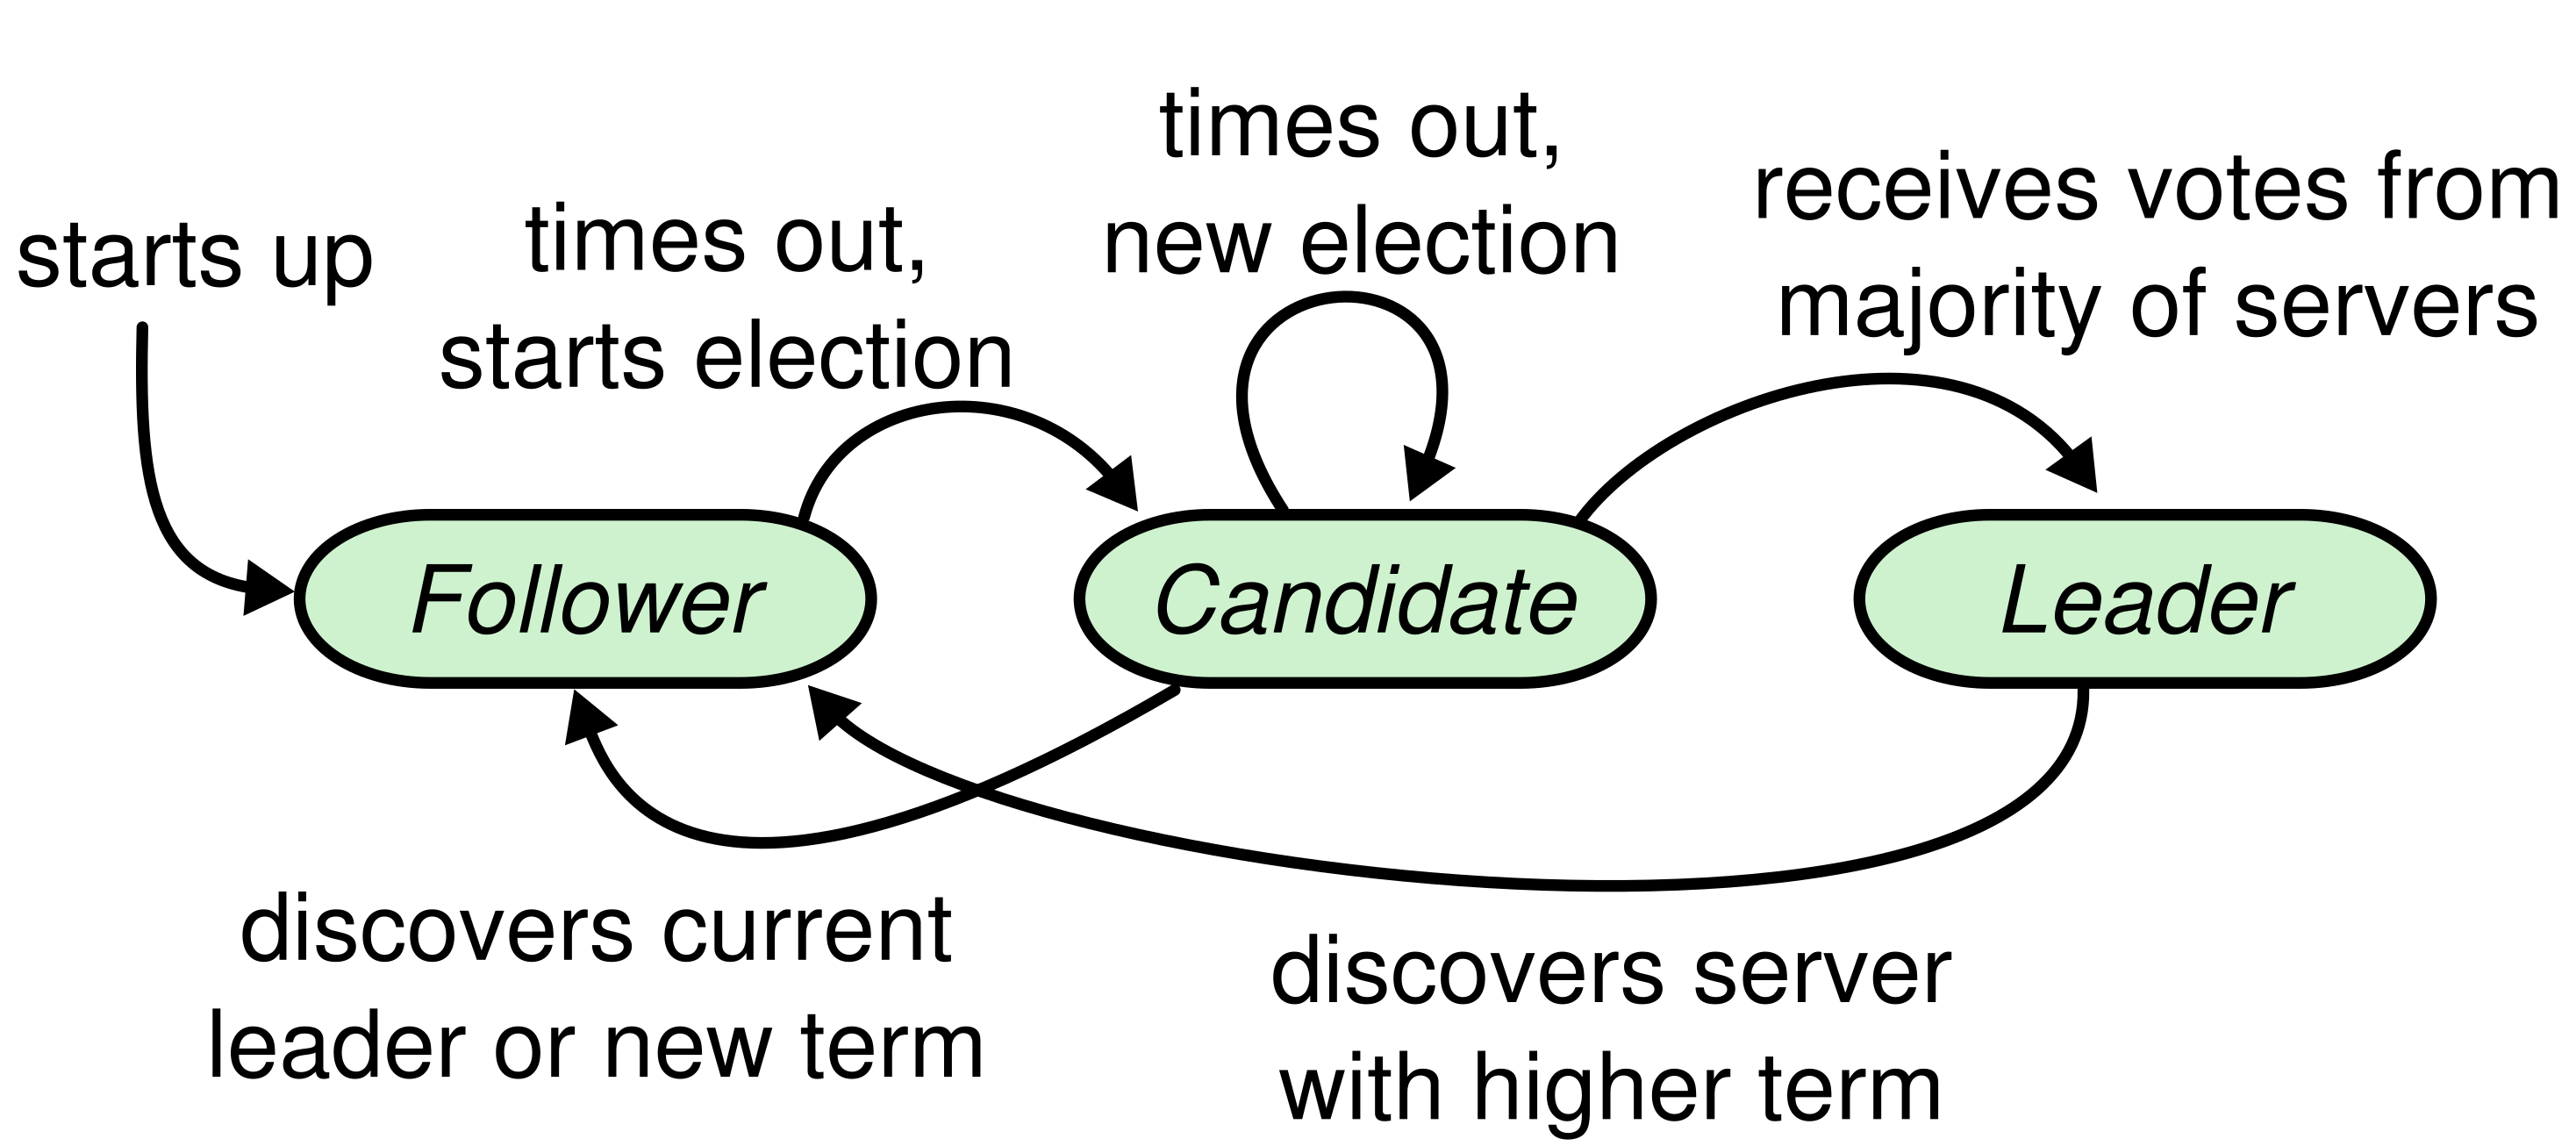 starts up
times out,
starts election
times out,
new election
receives votes from
majority of servers
Follower
Candidate
Leader
discovers current
leader or new term
discovers server
with higher term